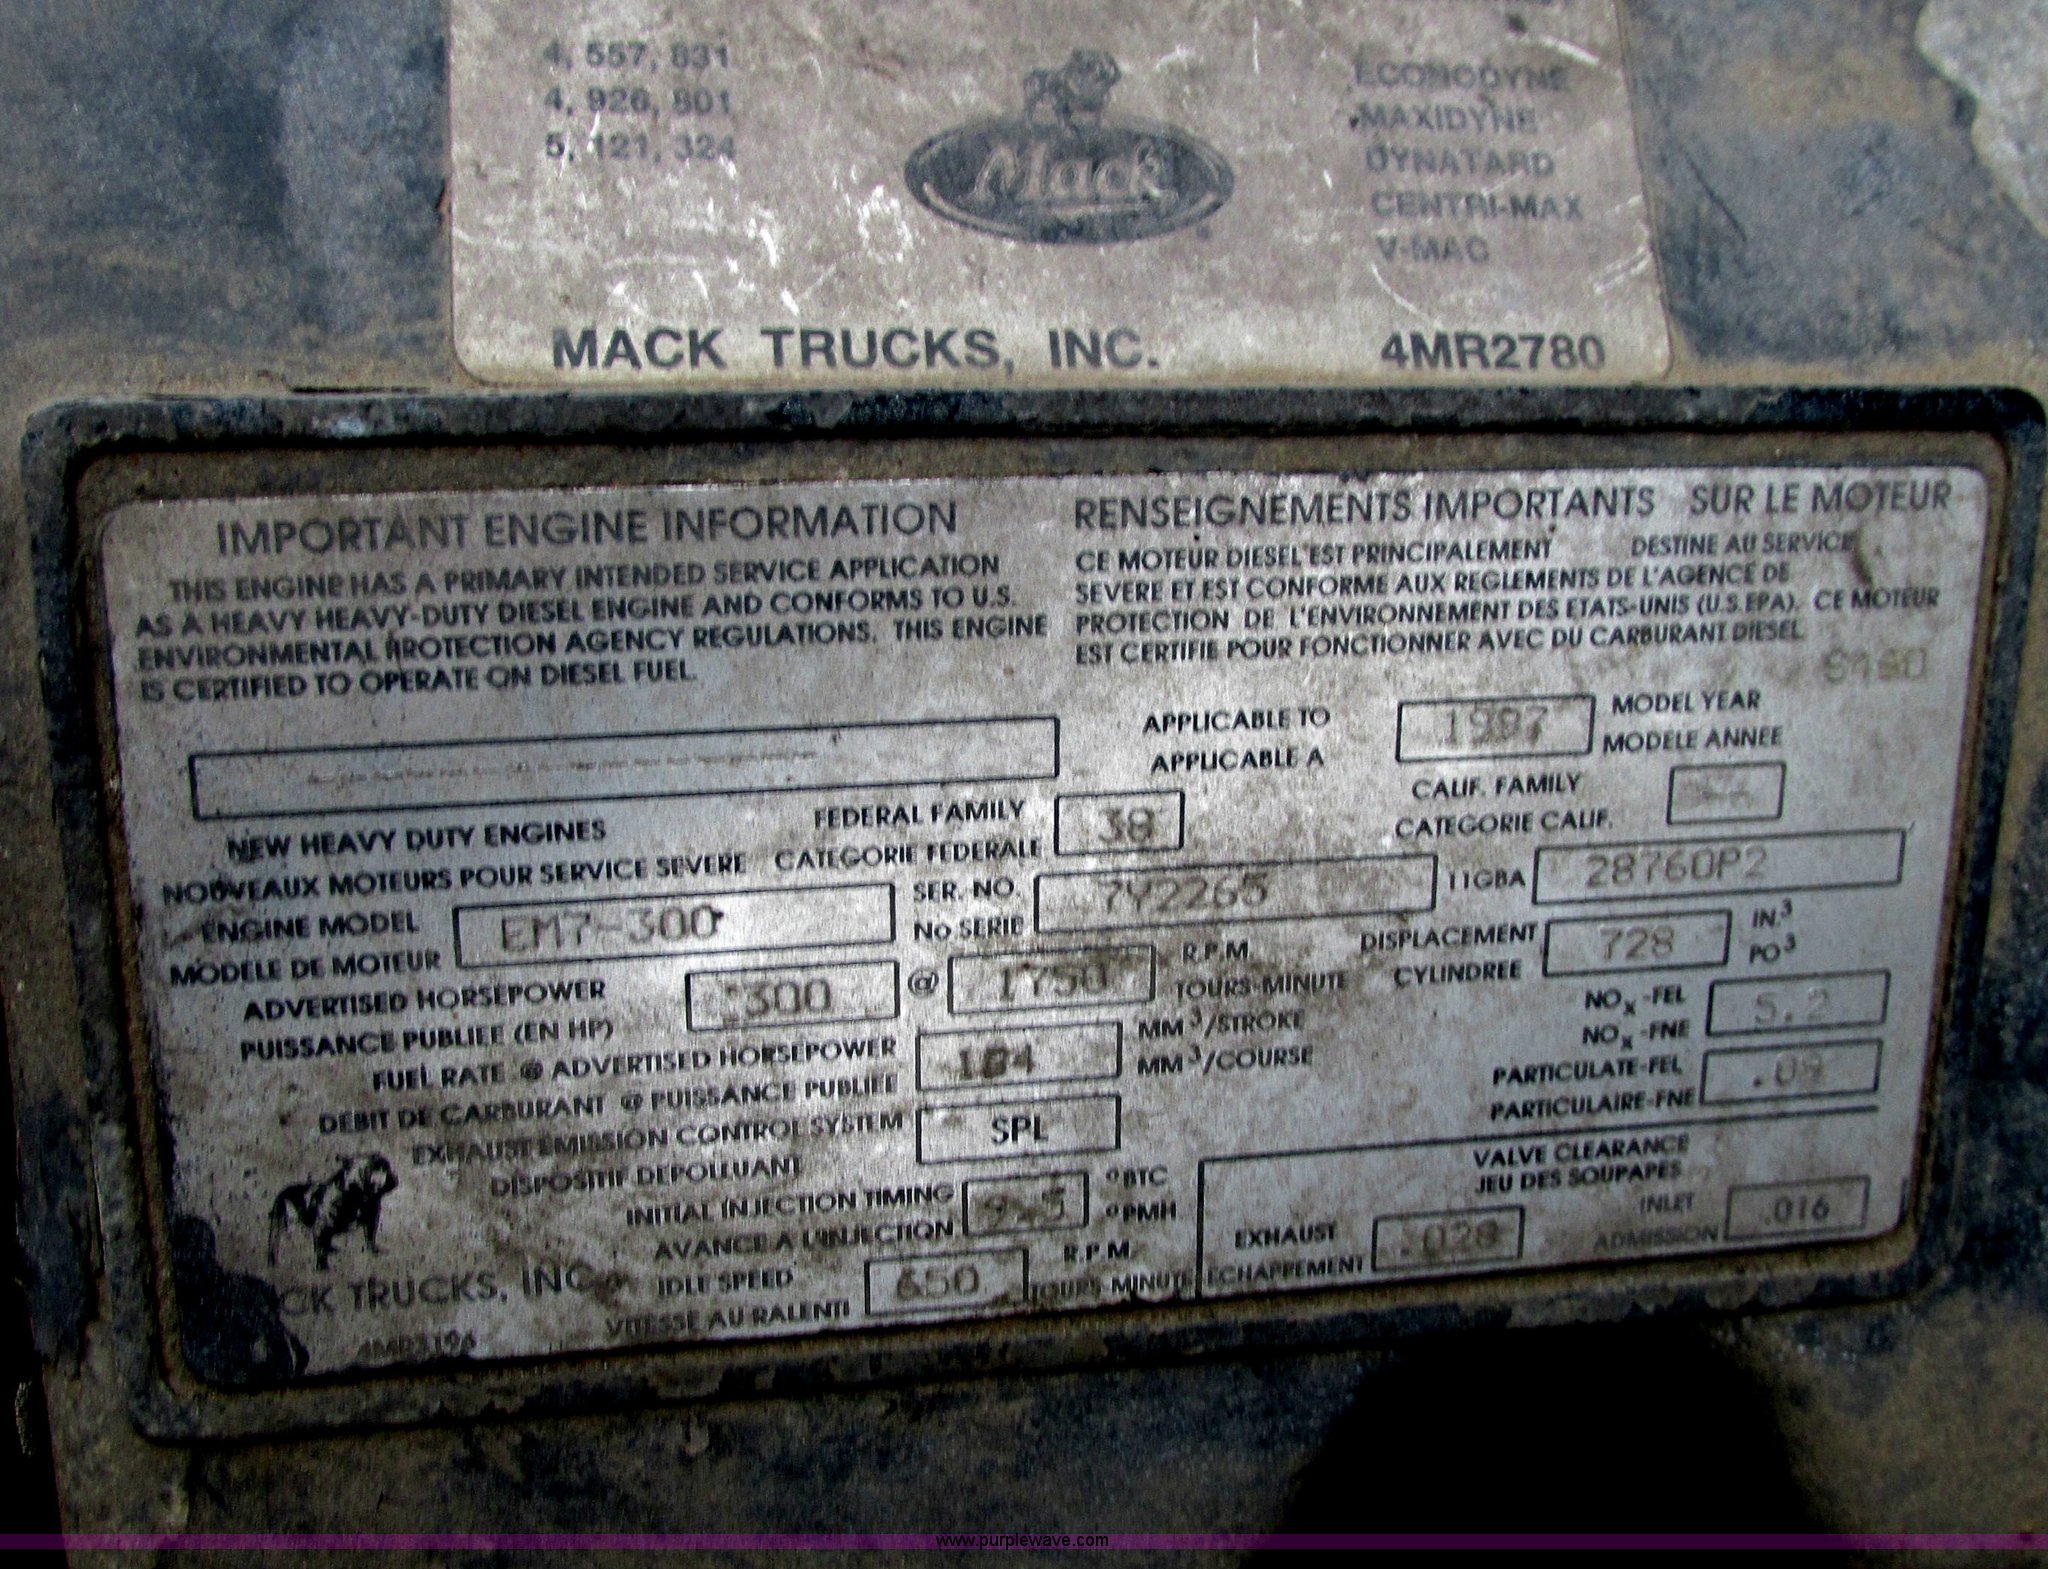 4, 557, 831
4, 926, 801
5, 121, 324
Mack
ECONODYNE
MAXIDYNE
DYNATARD
CENTRI-MAX
V-MAC
MACK TRUCKS, INC. 4MR2780
IMPORTANT ENGINE INFORMATION
THIS ENGINE HAS A PRIMARY INTENDED SERVICE APPLICATION
AS A HEAVY HEAVY-DUTY DIESEL ENGINE AND CONFORMS TO U.S.
ENVIRONMENTAL PROTECTION AGENCY REGULATIONS. THIS ENGINE
IS CERTIFIED TO OPERATE ON DIESEL FUEL.
RENSEIGNEMENTS IMPORTANTS SUR LE MOTEUR
CE MOTEUR DIESEL EST PRINCIPALEMENT DESTINE AU SERVICE
SEVERE ET EST CONFORME AUX REGLEMENTS DE L'AGENCE DE
PROTECTION DE L'ENVIRONNEMENT DES ETATS-UNIS (U.S.EPA). CE MOTEUR
EST CERTIFIE POUR FONCTIONNER AVEC DU CARBURANT DIESEL
APPLICABLE TO 1997 MODEL YEAR
APPLICABLE A MODELE ANNEE
NEW HEAVY DUTY ENGINES FEDERAL FAMILY 38 CALIF. FAMILY
NOUVEAUX MOTEURS POUR SERVICE SEVERE CATEGORIE FEDERALE CATEGORIE CALIF.
ENGINE MODEL EM7-300 SER. NO. 7Y2265 11GBA 28760P2
MODELE DE MOTEUR No SERIE
ADVERTISED HORSEPOWER 300 @ 1750 R.P.M. DISPLACEMENT 728 IN.³
PUISSANCE PUBLIEE (EN HP) TOURS-MINUTE CYLINDREE PO³
FUEL RATE @ ADVERTISED HORSEPOWER 184 MM³/STROKE NOx-FEL 5.2
DEBIT DE CARBURANT @ PUISSANCE PUBLIEE MM³/COURSE NOx-FNE
EXHAUST EMISSION CONTROL SYSTEM SPL PARTICULATE-FEL .09
DISPOSITIF DEPOLLUANT PARTICULAIRE-FNE
INITIAL INJECTION TIMING 9.5 °BTC VALVE CLEARANCE
AVANCE A L'INJECTION °PMH JEU DES SOUPAPES
IDLE SPEED 650 R.P.M. EXHAUST .028 INLET .016
VITESSE AU RALENTI TOURS-MINUTE ECHAPPEMENT ADMISSION
CK TRUCKS, INC.
4MR3196
www.purplewave.com